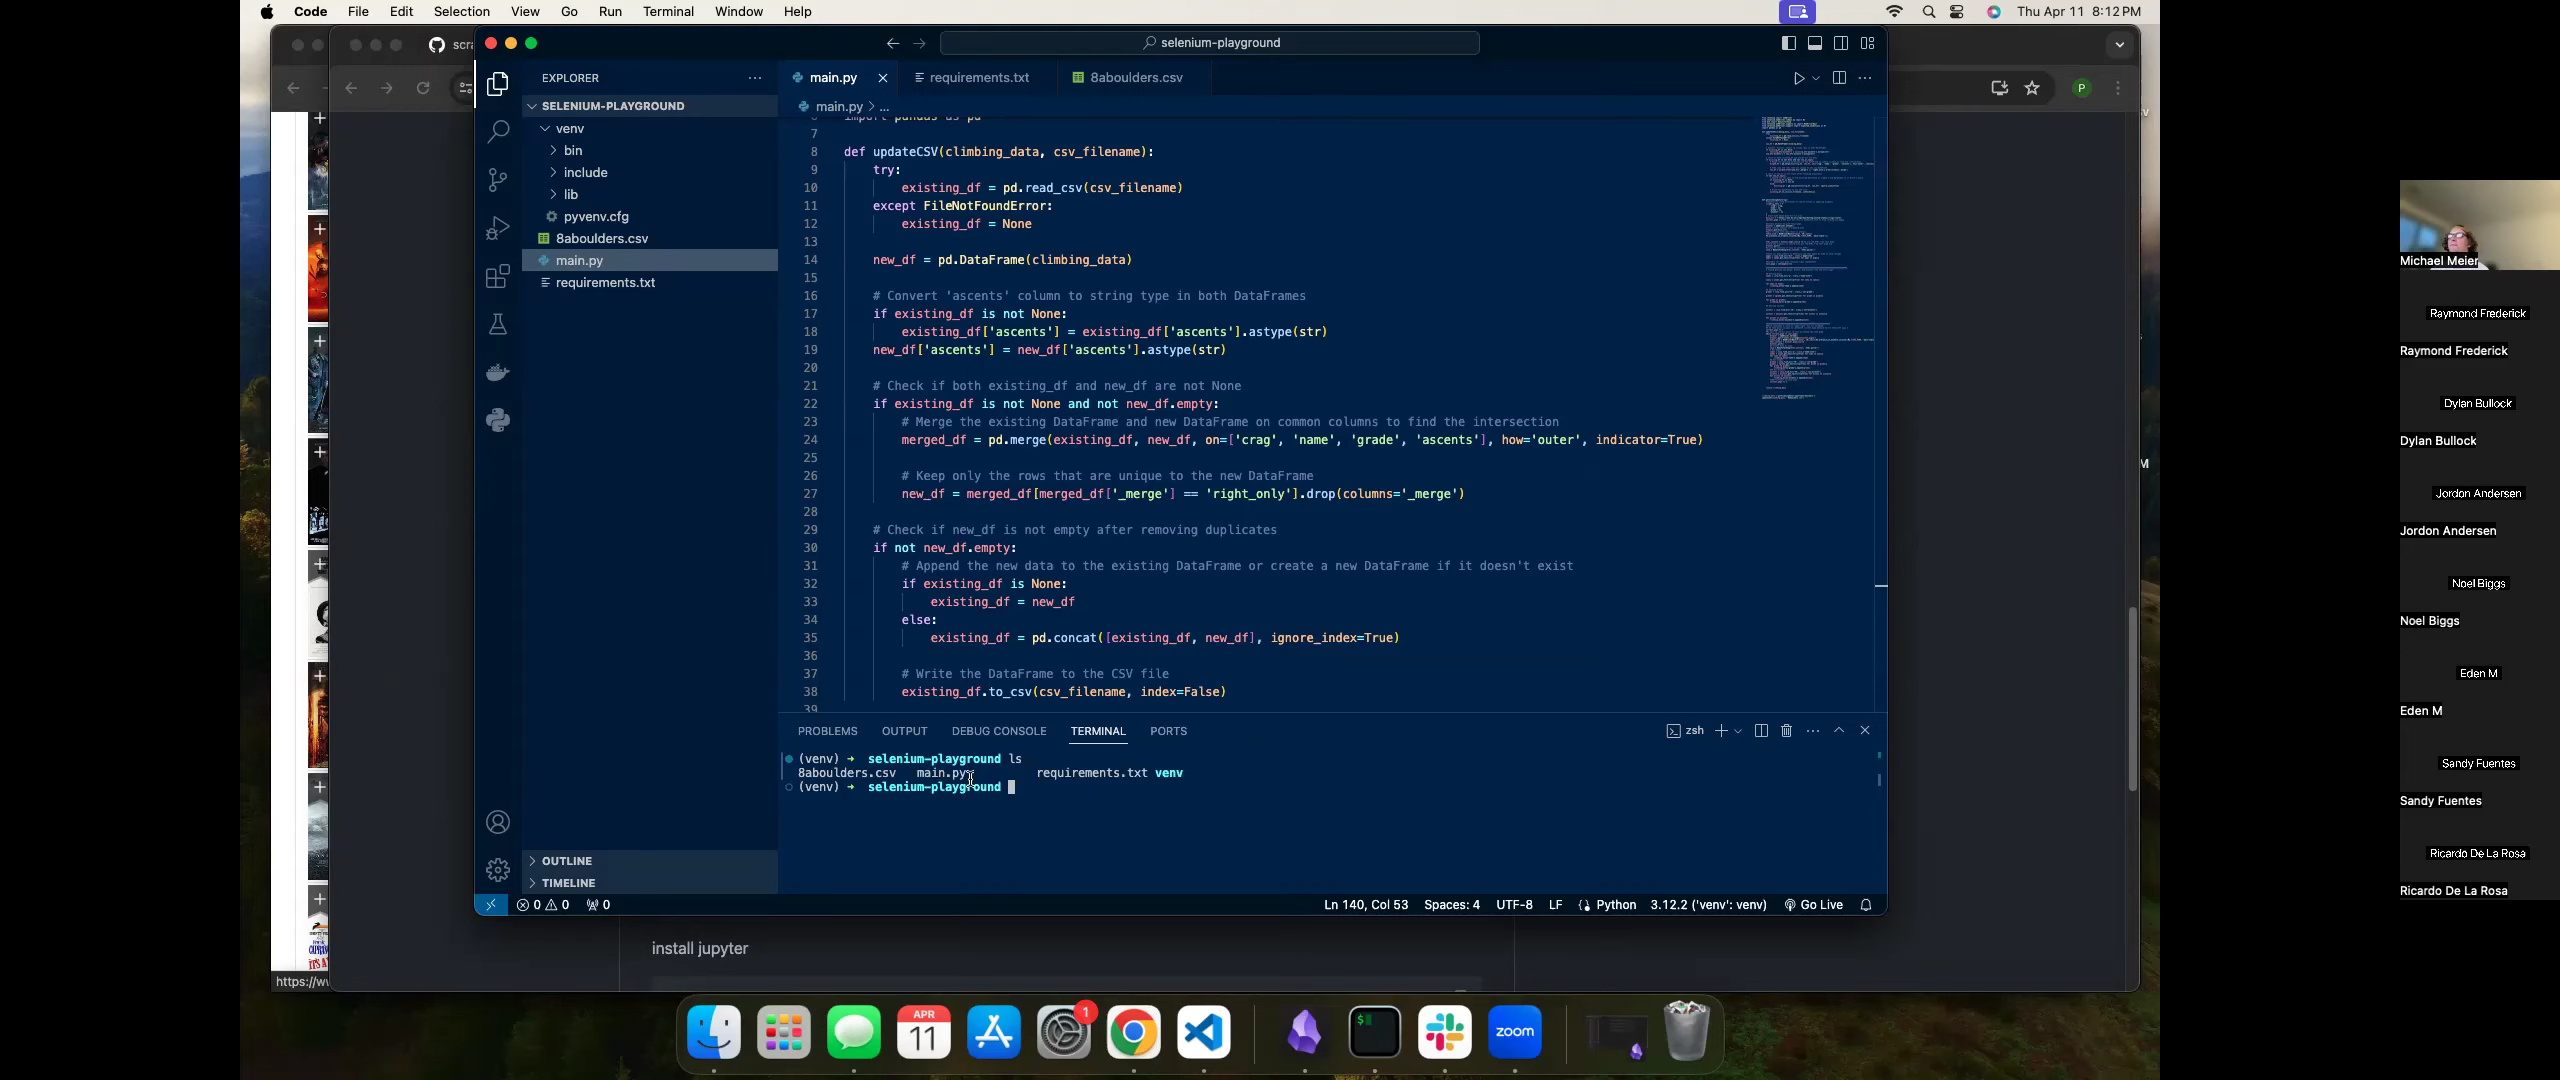 Code File Edit Selection View Go Run Terminal Window Help
Thu Apr 11 8:12 PM
selenium-playground
EXPLORER
SELENIUM-PLAYGROUND
venv
bin
include
lib
pyvenv.cfg
8aboulders.csv
main.py
requirements.txt
OUTLINE
TIMELINE
main.py requirements.txt 8aboulders.csv
main.py > ...
import pandas as pd
7
8 def updateCSV(climbing_data, csv_filename):
9 try:
10 existing_df = pd.read_csv(csv_filename)
11 except FileNotFoundError:
12 existing_df = None
13
14 new_df = pd.DataFrame(climbing_data)
15
16 # Convert 'ascents' column to string type in both DataFrames
17 if existing_df is not None:
18 existing_df['ascents'] = existing_df['ascents'].astype(str)
19 new_df['ascents'] = new_df['ascents'].astype(str)
20
21 # Check if both existing_df and new_df are not None
22 if existing_df is not None and not new_df.empty:
23 # Merge the existing DataFrame and new DataFrame on common columns to find the intersection
24 merged_df = pd.merge(existing_df, new_df, on=['crag', 'name', 'grade', 'ascents'], how='outer', indicator=True)
25
26 # Keep only the rows that are unique to the new DataFrame
27 new_df = merged_df[merged_df['_merge'] == 'right_only'].drop(columns='_merge')
28
29 # Check if new_df is not empty after removing duplicates
30 if not new_df.empty:
31 # Append the new data to the existing DataFrame or create a new DataFrame if it doesn't exist
32 if existing_df is None:
33 existing_df = new_df
34 else:
35 existing_df = pd.concat([existing_df, new_df], ignore_index=True)
36
37 # Write the DataFrame to the CSV file
38 existing_df.to_csv(csv_filename, index=False)
39
PROBLEMS OUTPUT DEBUG CONSOLE TERMINAL PORTS
zsh
(venv) ➜ selenium-playground ls
8aboulders.csv main.py requirements.txt venv
(venv) ➜ selenium-playground
0 0 0
Ln 140, Col 53 Spaces: 4 UTF-8 LF Python 3.12.2 ('venv': venv) Go Live
install jupyter
P
APR
11
1
zoom
Michael Meier
Raymond Frederick
Raymond Frederick
Dylan Bullock
Dylan Bullock
Jordon Andersen
Jordon Andersen
Noel Biggs
Noel Biggs
Eden M
Eden M
Sandy Fuentes
Sandy Fuentes
Ricardo De La Rosa
Ricardo De La Rosa